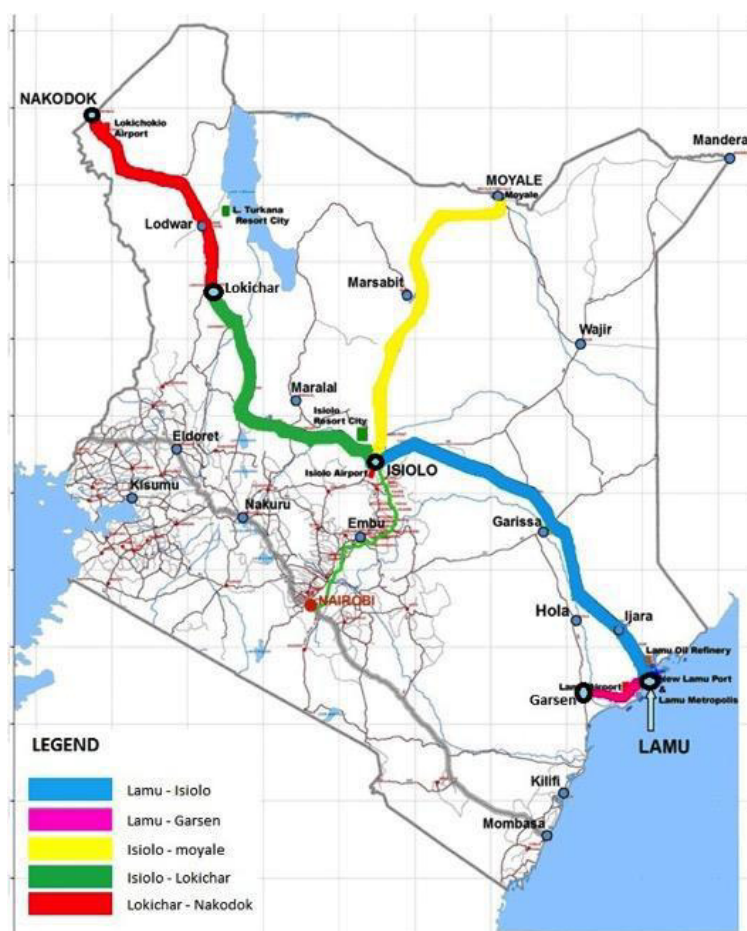 NAKODOK
Lokichokio
Airport
Mandera
MOYALE
Moyale
L. Turkana
Resort City
Lodwar
Lokichar
Marsabit
Wajir
Maralal
Isiolo
Resort City
Eldoret
Isiolo Airport
ISIOLO
Kisumu
Nakuru
Embu
Garissa
NAIROBI
Hola
Ijara
Lamu Oil Refinery
New Lamu Port
&
Lamu Metropolis
Airport
Garsen
LAMU
Kilifi
Mombasa
LEGEND
Lamu - Isiolo
Lamu - Garsen
Isiolo - moyale
Isiolo - Lokichar
Lokichar - Nakodok